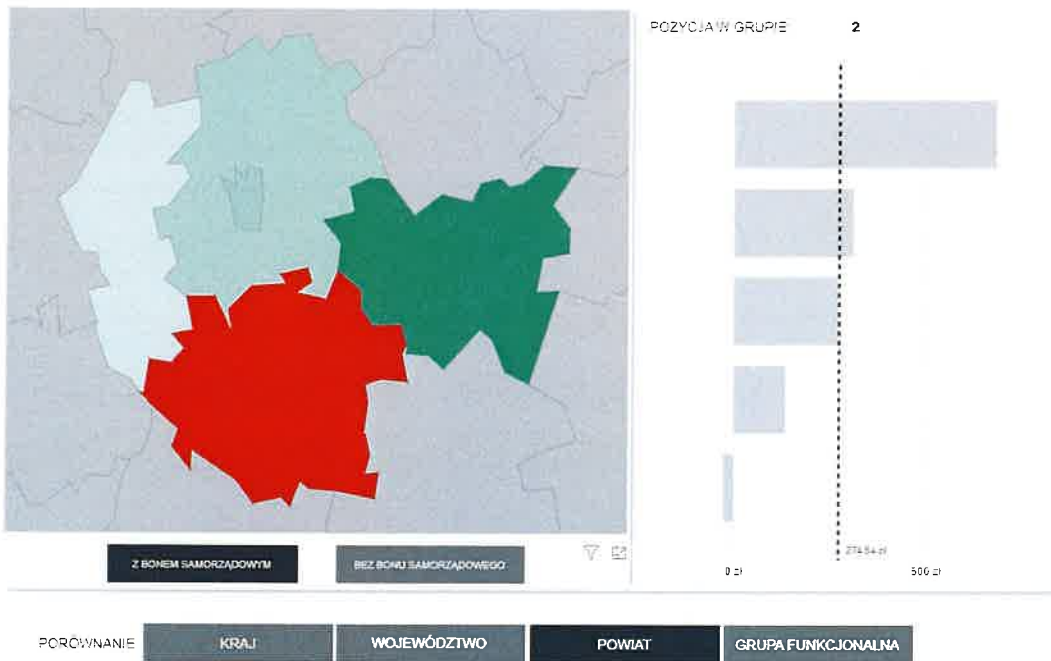 POZYCJA W GRUPIE 2
274.54 zł
0 zł 500 zł
Z BONEM SAMORZĄDOWYM BEZ BONU SAMORZĄDOWEGO
PORÓWNANIE KRAJ WOJEWÓDZTWO POWIAT GRUPA FUNKCJONALNA